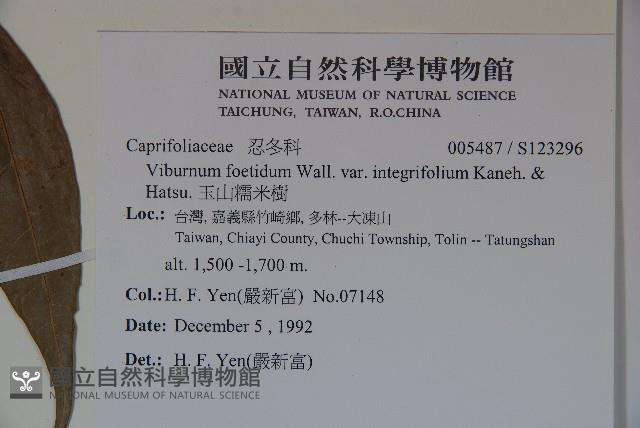 國立自然科學博物館
NATIONAL MUSEUM OF NATURAL SCIENCE
TAICHUNG, TAIWAN, R.O.CHINA
Caprifoliaceae 忍冬科 005487 / S123296
Viburnum foetidum Wall. var. integrifolium Kaneh. &
Hatsu. 玉山糯米樹
Loc.: 台灣, 嘉義縣竹崎鄉, 多林--大凍山
Taiwan, Chiayi County, Chuchi Township, Tolin -- Tatungshan
alt. 1,500 -1,700 m.
Col.: H. F. Yen(嚴新富) No.07148
Date: December 5 , 1992
Det.: H. F. Yen(嚴新富)
國立自然科學博物館
NATIONAL MUSEUM OF NATURAL SCIENCE